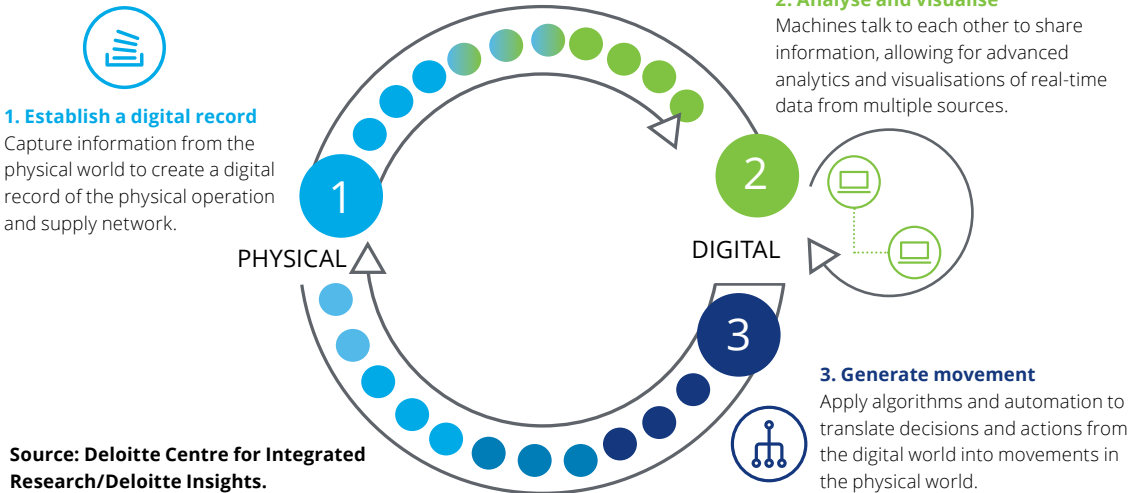 1. Establish a digital record
Capture information from the
physical world to create a digital
record of the physical operation
and supply network.
1
PHYSICAL
2. Analyse and visualise
Machines talk to each other to share
information, allowing for advanced
analytics and visualisations of real-time
data from multiple sources.
2
DIGITAL
3
3. Generate movement
Apply algorithms and automation to
translate decisions and actions from
the digital world into movements in
the physical world.
Source: Deloitte Centre for Integrated
Research/Deloitte Insights.